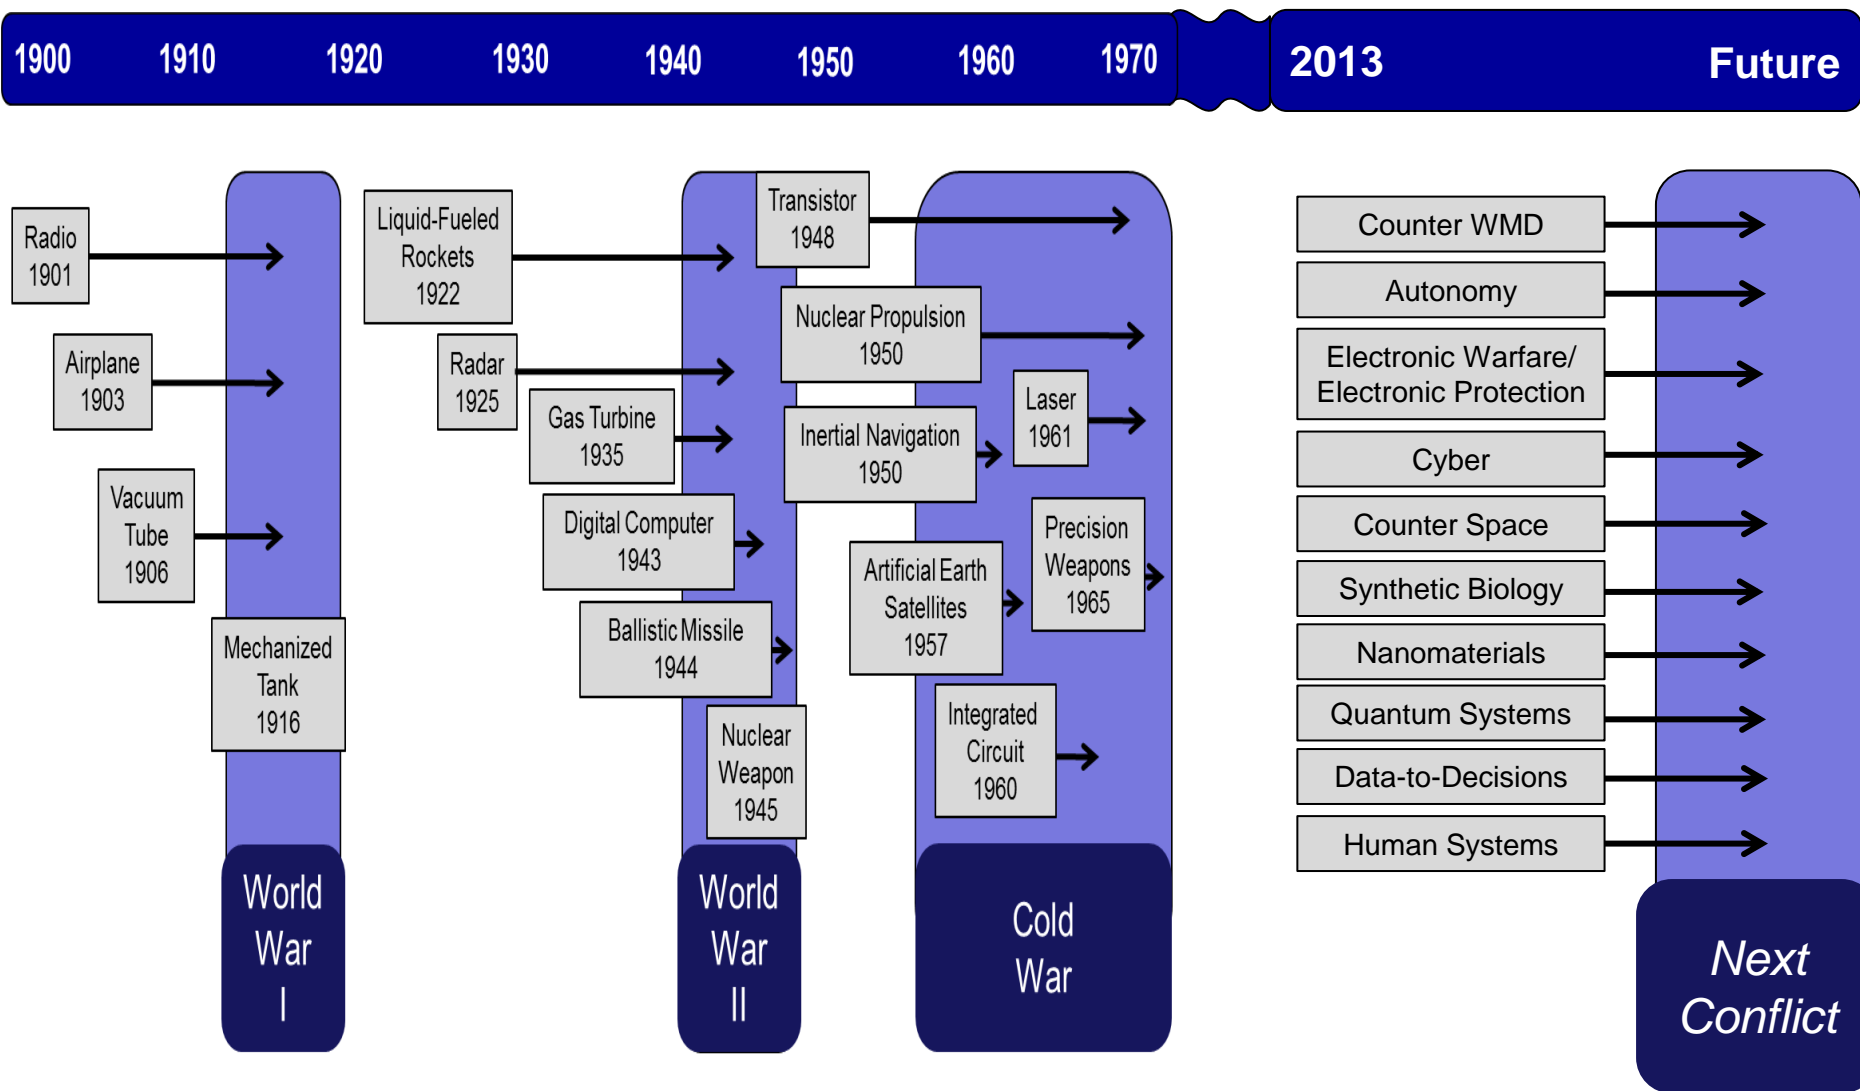 1900 1910 1920 1930 1940 1950 1960 1970 2013 Future
Radio
1901
Airplane
1903
Vacuum
Tube
1906
Mechanized
Tank
1916
World
War
I
Liquid-Fueled
Rockets
1922
Radar
1925
Gas Turbine
1935
Digital Computer
1943
Ballistic Missile
1944
Nuclear
Weapon
1945
World
War
II
Transistor
1948
Nuclear Propulsion
1950
Inertial Navigation
1950
Laser
1961
Artificial Earth
Satellites
1957
Precision
Weapons
1965
Integrated
Circuit
1960
Cold
War
Counter WMD
Autonomy
Electronic Warfare/
Electronic Protection
Cyber
Counter Space
Synthetic Biology
Nanomaterials
Quantum Systems
Data-to-Decisions
Human Systems
Next
Conflict